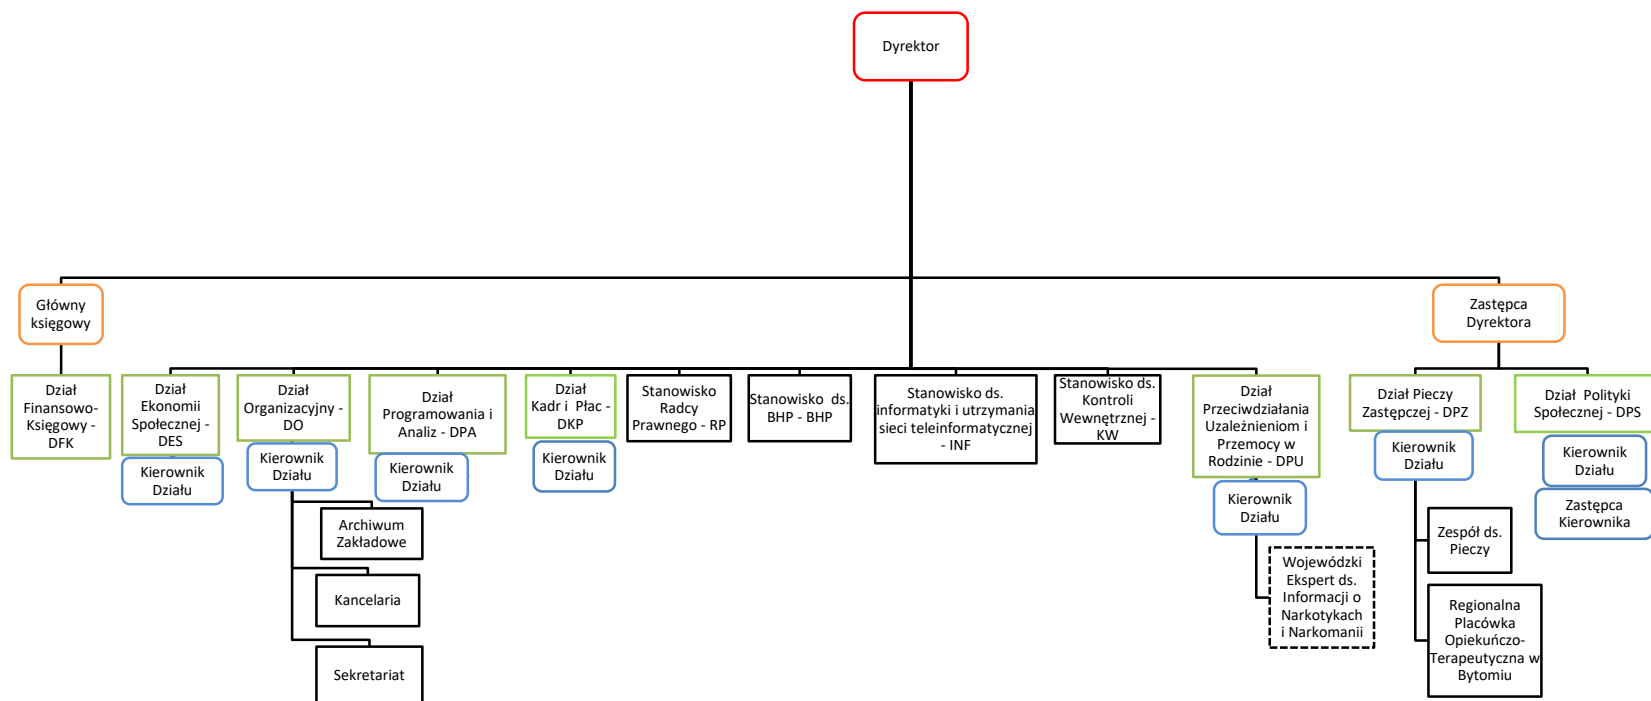 Dyrektor
Główny
księgowy
Zastępca
Dyrektora
Dział
Finansowo-
Księgowy -
DFK
Dział
Ekonomii
Społecznej -
DES
Kierownik
Działu
Dział
Organizacyjny -
DO
Kierownik
Działu
Archiwum
Zakładowe
Kancelaria
Sekretariat
Dział
Programowania i
Analiz - DPA
Kierownik
Działu
Dział
Kadr i Płac -
DKP
Kierownik
Działu
Stanowisko
Radcy
Prawnego - RP
Stanowisko ds.
BHP - BHP
Stanowisko ds.
informatyki i utrzymania
sieci teleinformatycznej
- INF
Stanowisko ds.
Kontroli
Wewnętrznej -
KW
Dział
Przeciwdziałania
Uzależnieniom i
Przemocy w
Rodzinie - DPU
Kierownik
Działu
Wojewódzki
Ekspert ds.
Informacji o
Narkotykach
i Narkomanii
Dział Pieczy
Zastępczej - DPZ
Kierownik
Działu
Zespół ds.
Pieczy
Regionalna
Placówka
Opiekuńczo-
Terapeutyczna w
Bytomiu
Dział Polityki
Społecznej - DPS
Kierownik
Działu
Zastępca
Kierownika